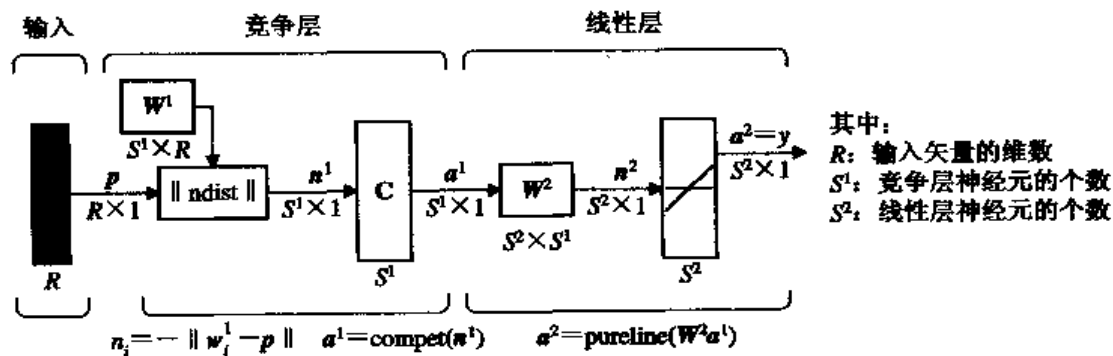 输入 竞争层 线性层
W¹
S¹×R
p
R×1
‖ ndist ‖
n¹
S¹×1
C
S¹
a¹
S¹×1
W²
S²×S¹
n²
S²×1
S²
a²=y
S²×1
R
其中:
R: 输入矢量的维数
S¹: 竞争层神经元的个数
S²: 线性层神经元的个数
nᵢ=−‖wᵢ¹−p‖ a¹=compet(n¹) a²=pureline(W²a¹)